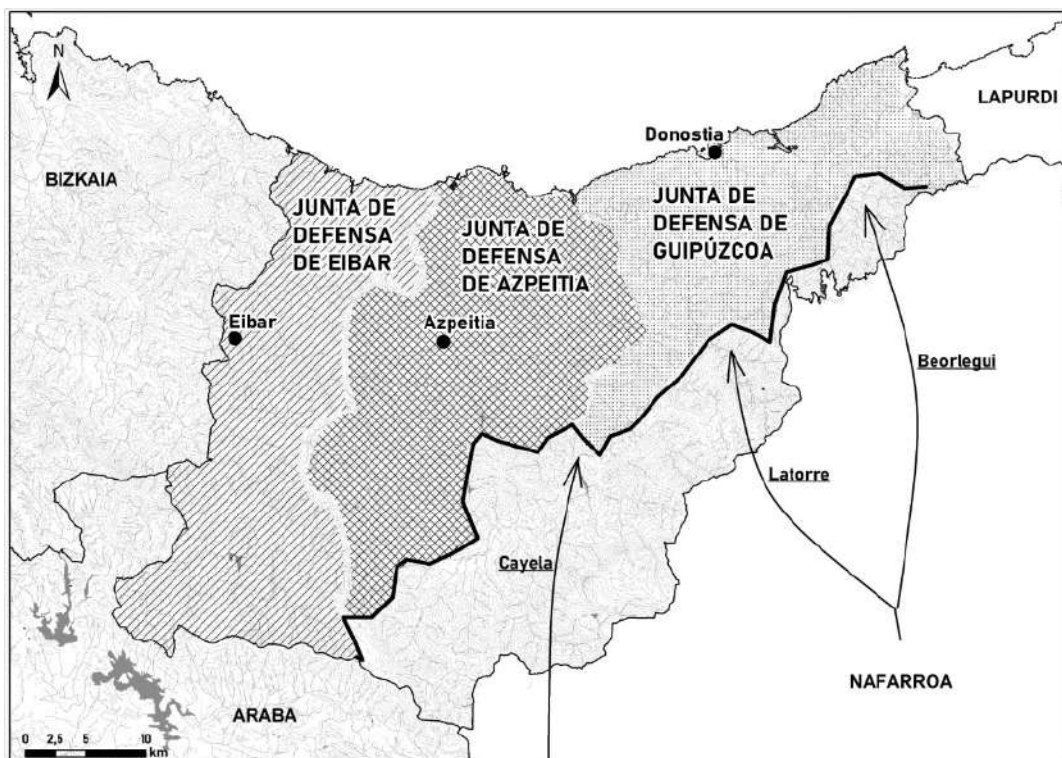 N
LAPURDI
Donostia
BIZKAIA
JUNTA DE
DEFENSA
DE EIBAR
JUNTA DE
DEFENSA
DE AZPEITIA
JUNTA DE
DEFENSA DE
GUIPÚZCOA
Eibar
Azpeitia
Beorlegui
Latorre
Cayela
NAFARROA
ARABA
0 2,5 5 10
km